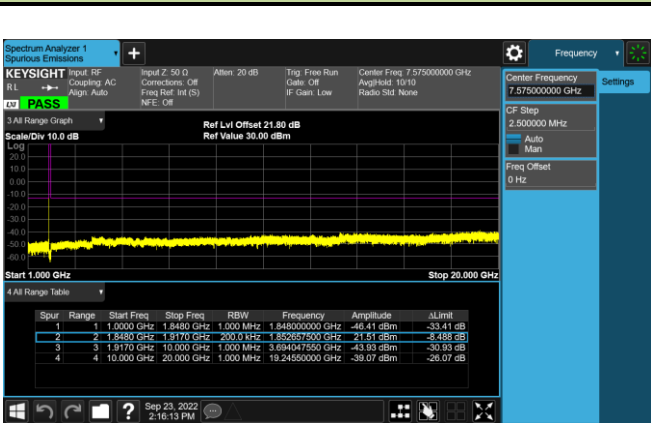 Spectrum Analyzer 1
Spurious Emissions
Frequency
KEYSIGHT
Input: RF
Coupling: AC
Align: Auto
Input Z: 50 Ω
Corrections: Off
Freq Ref: Int (S)
NFE: Off
Atten: 20 dB
Trig: Free Run
Gate: Off
IF Gain: Low
Center Freq: 7.575000000 GHz
Avg|Hold: 10/10
Radio Std: None
R L
LXI
PASS
Center Frequency
7.575000000 GHz
Settings
CF Step
2.500000 MHz
Auto
Man
Freq Offset
0 Hz
3 All Range Graph
Scale/Div 10.0 dB
Ref Lvl Offset 21.80 dB
Ref Value 30.00 dBm
Log
20.0
10.0
0.00
-10.0
-20.0
-30.0
-40.0
-50.0
-60.0
Start 1.000 GHz
Stop 20.000 GHz
4 All Range Table
Spur Range Start Freq Stop Freq RBW Frequency Amplitude ΔLimit
1 1 1.0000 GHz 1.8480 GHz 1.000 MHz 1.848000000 GHz -46.41 dBm -33.41 dB
2 2 1.8480 GHz 1.9170 GHz 200.0 kHz 1.852657500 GHz 21.51 dBm -8.488 dB
3 3 1.9170 GHz 10.000 GHz 1.000 MHz 3.694047550 GHz -43.93 dBm -30.93 dB
4 4 10.000 GHz 20.000 GHz 1.000 MHz 19.24550000 GHz -39.07 dBm -26.07 dB
Sep 23, 2022
2:16:13 PM